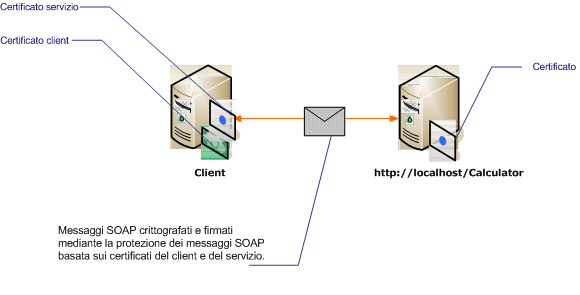 Certificato servizio
Certificato client
Certificato
Client
http://localhost/Calculator
Messaggi SOAP crittografati e firmati
mediante la protezione dei messaggi SOAP
basata sui certificati del client e del servizio.